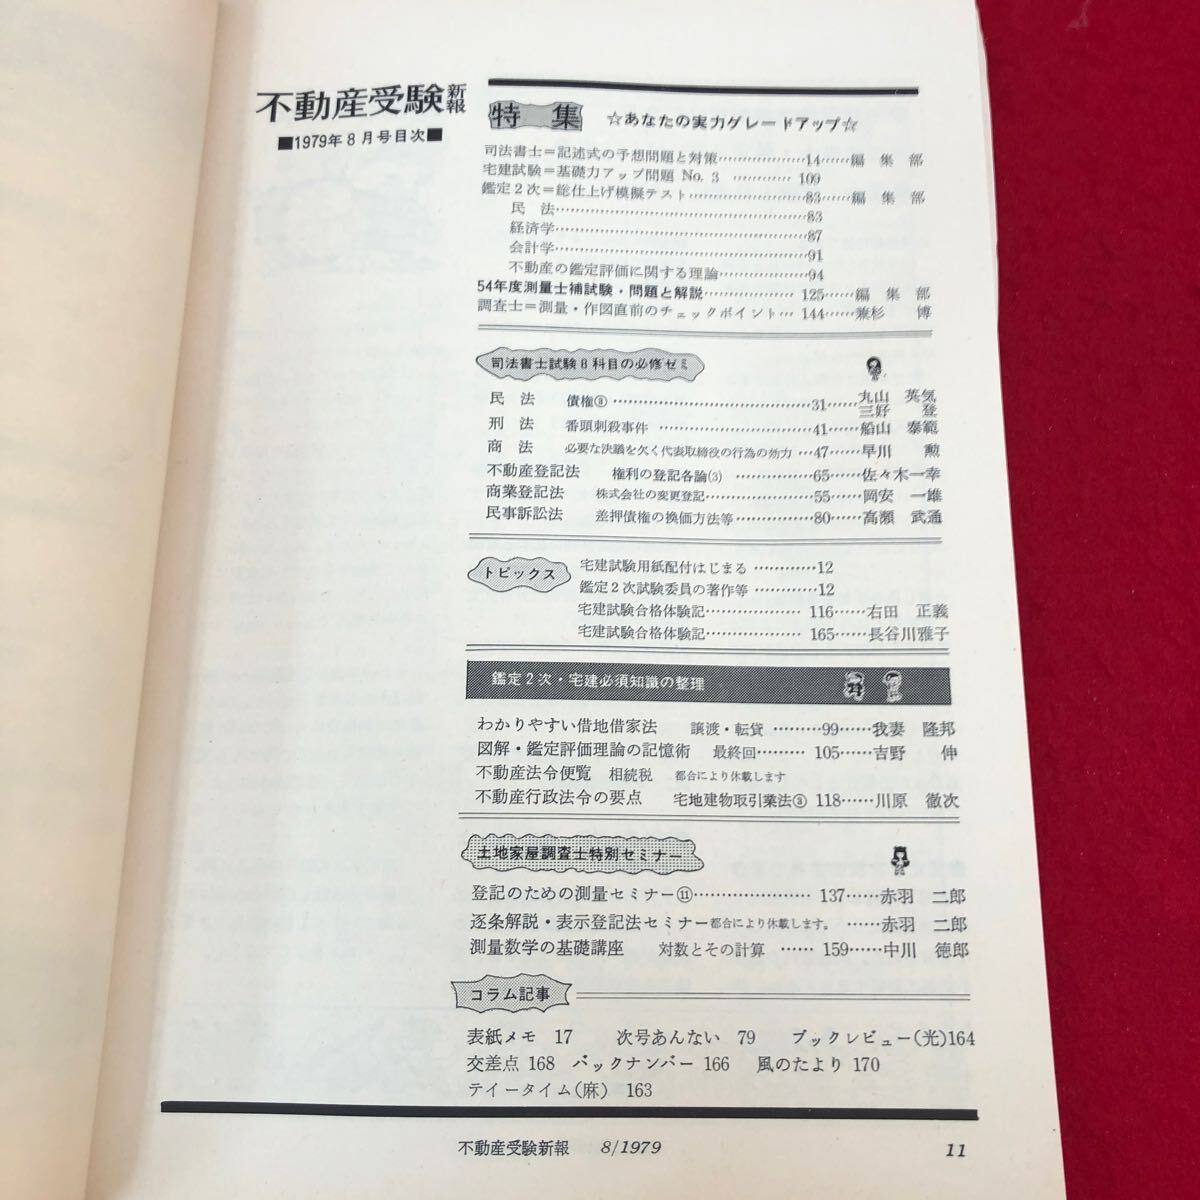 不動産受験新報
■1979年8月号目次■
特集 ☆あなたの実力グレードアップ☆
司法書士＝記述式の予想問題と対策………………14……編集部
宅建試験＝基礎力アップ問題 No. 3 …………109
鑑定2次＝総仕上げ模擬テスト………………83……編集部
民法………………………………83
経済学………………………………87
会計学………………………………91
不動産の鑑定評価に関する理論………………94
54年度測量士補試験・問題と解説………………125……編集部
調査士＝測量・作図直前のチェックポイント…144……兼杉 博
司法書士試験8科目の必修ゼミ
民法 債権⑧………………………………31……丸山 英気
三好 登
刑法 番頭刺殺事件………………………41……船山 泰範
商法 必要な決議を欠く代表取締役の行為の効力…47……早川 勲
不動産登記法 権利の登記各論(3)…………65……佐々木一幸
商業登記法 株式会社の変更登記………………55……岡安 一雄
民事訴訟法 差押債権の換価方法等…………80……高瀬 武通
トピックス
宅建試験用紙配付はじまる…………12
鑑定2次試験委員の著作等…………12
宅建試験合格体験記………………116……右田 正義
宅建試験合格体験記………………165……長谷川雅子
鑑定2次・宅建必須知識の整理
わかりやすい借地借家法 譲渡・転貸………99……我妻 隆邦
図解・鑑定評価理論の記憶術 最終回………105……吉野 伸
不動産法令便覧 相続税 都合により休載します
不動産行政法令の要点 宅地建物取引業法③ 118……川原 徹次
土地家屋調査士特別セミナー
登記のための測量セミナー⑪…………………137……赤羽 二郎
逐条解説・表示登記法セミナー都合により休載します。……赤羽 二郎
測量数学の基礎講座 対数とその計算……159……中川 徳郎
コラム記事
表紙メモ 17 次号あんない 79 ブックレビュー(光)164
交差点 168 バックナンバー 166 風のたより 170
テイータイム(麻) 163
不動産受験新報 8/1979 11